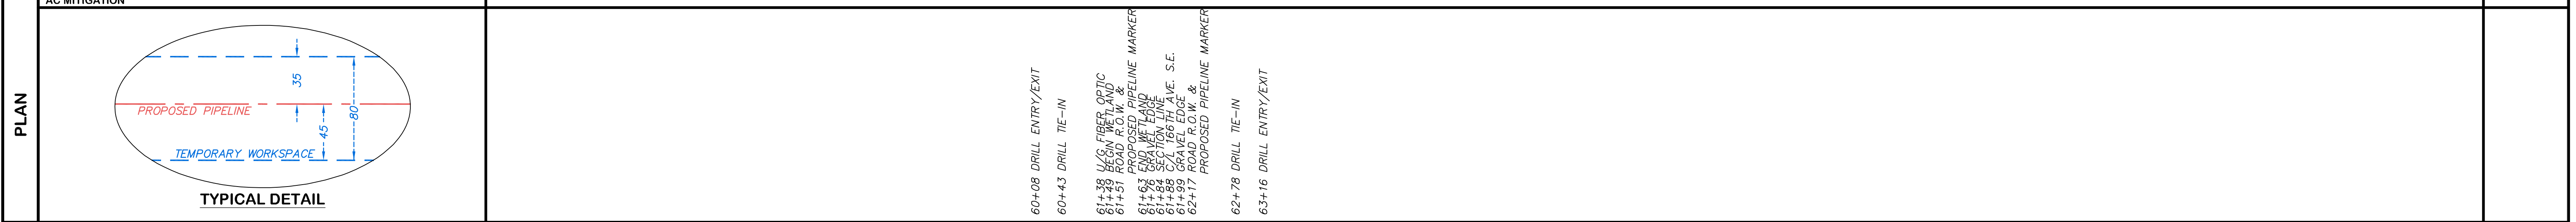 AC MITIGATION
PLAN
35
PROPOSED PIPELINE
45
80
TEMPORARY WORKSPACE
TYPICAL DETAIL
60+08 DRILL ENTRY/EXIT
60+43 DRILL TIE-IN
61+38 U/G FIBER OPTIC
61+49 BEGIN WETLAND
61+51 ROAD R.O.W. &
PROPOSED PIPELINE MARKER
61+63 END WETLAND
61+76 GRAVEL EDGE
61+84 SECTION LINE
61+88 C/L 166TH AVE. S.E.
61+99 GRAVEL EDGE
62+17 ROAD R.O.W. &
PROPOSED PIPELINE MARKER
62+78 DRILL TIE-IN
63+16 DRILL ENTRY/EXIT